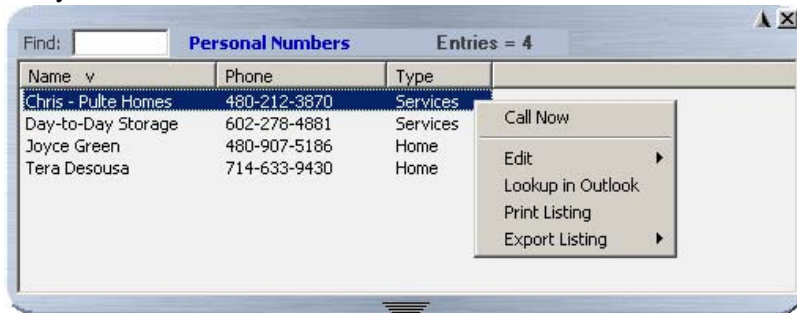 Find: Personal Numbers Entries = 4
Name v Phone Type
Chris - Pulte Homes 480-212-3870 Services
Day-to-Day Storage 602-278-4881 Services
Joyce Green 480-907-5186 Home
Tera Desousa 714-633-9430 Home
Call Now
Edit
Lookup in Outlook
Print Listing
Export Listing